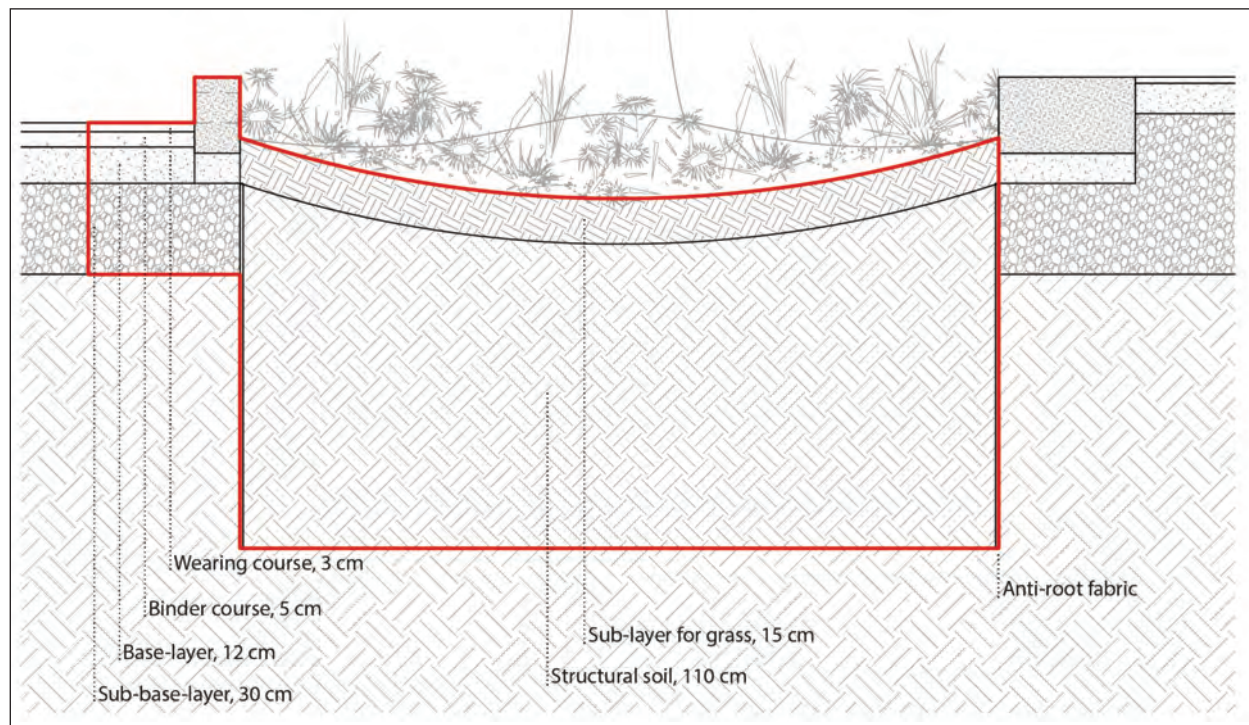 Wearing course, 3 cm
Binder course, 5 cm
Base-layer, 12 cm
Sub-base-layer, 30 cm
Sub-layer for grass, 15 cm
Structural soil, 110 cm
Anti-root fabric